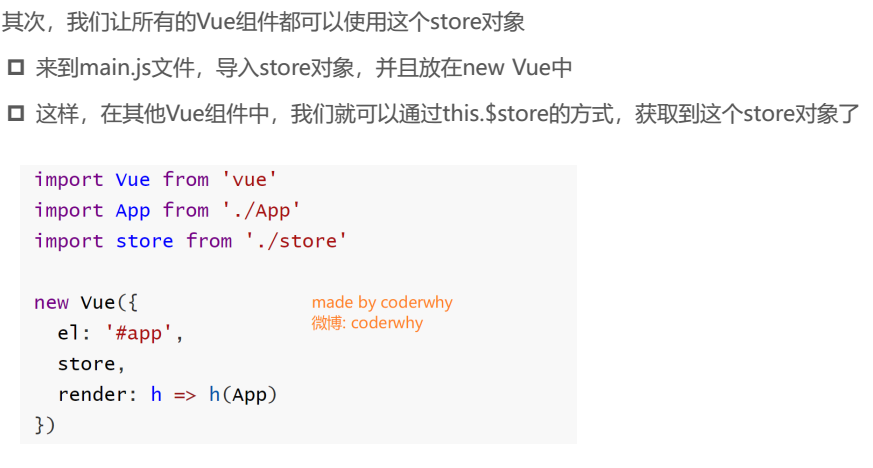 其次，我们让所有的Vue组件都可以使用这个store对象
来到main.js文件，导入store对象，并且放在new Vue中
这样，在其他Vue组件中，我们就可以通过this.$store的方式，获取到这个store对象了
import Vue from 'vue'
import App from './App'
import store from './store'
new Vue({
el: '#app',
store,
render: h => h(App)
})
made by coderwhy
微博: coderwhy